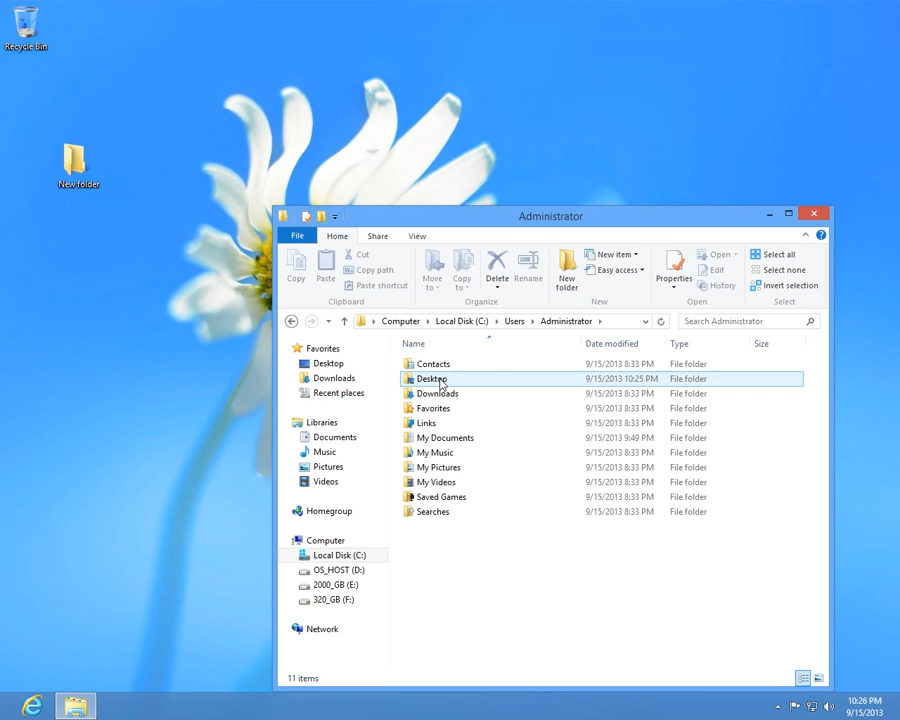 Recycle Bin
New folder
Administrator
File Home Share View
Copy
Paste
Cut
Copy path
Paste shortcut
Clipboard
Move to
Copy to
Delete
Rename
Organize
New folder
New item
Easy access
New
Properties
Open
Edit
History
Open
Select all
Select none
Invert selection
Select
Computer Local Disk (C:) Users Administrator
Search Administrator
Favorites
Desktop
Downloads
Recent places
Libraries
Documents
Music
Pictures
Videos
Homegroup
Computer
Local Disk (C:)
OS_HOST (D:)
2000_GB (E:)
320_GB (F:)
Network
Name Date modified Type Size
Contacts 9/15/2013 8:33 PM File folder
Desktop 9/15/2013 10:25 PM File folder
Downloads 9/15/2013 8:33 PM File folder
Favorites 9/15/2013 8:33 PM File folder
Links 9/15/2013 8:33 PM File folder
My Documents 9/15/2013 9:49 PM File folder
My Music 9/15/2013 8:33 PM File folder
My Pictures 9/15/2013 8:33 PM File folder
My Videos 9/15/2013 8:33 PM File folder
Saved Games 9/15/2013 8:33 PM File folder
Searches 9/15/2013 8:33 PM File folder
11 items
10:26 PM
9/15/2013